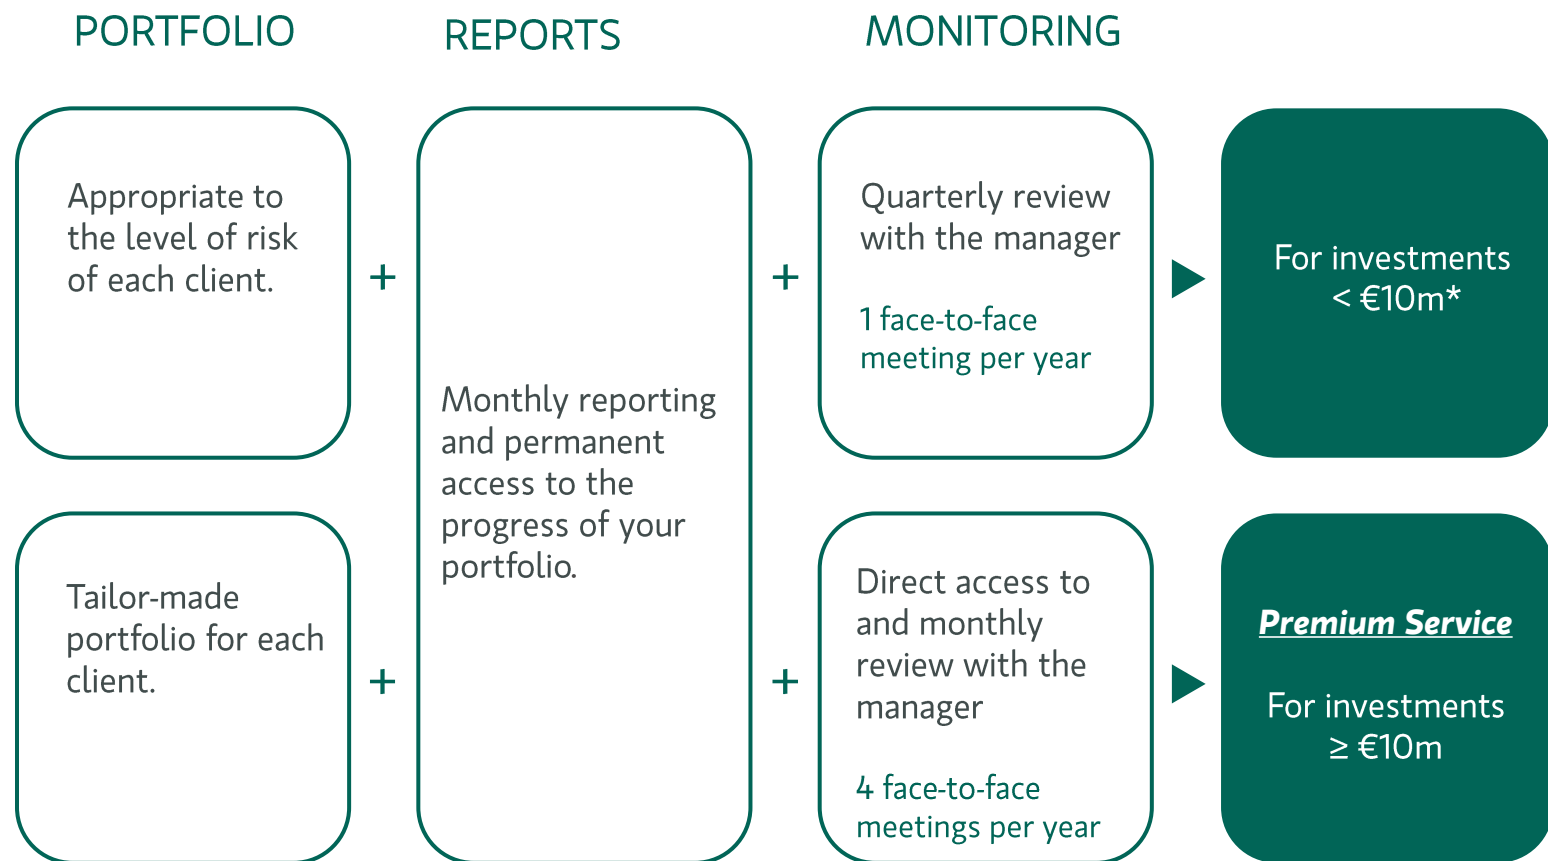 PORTFOLIO
REPORTS
MONITORING
Appropriate to
the level of risk
of each client.
+
Monthly reporting
and permanent
access to the
progress of your
portfolio.
+
Quarterly review
with the manager
1 face-to-face
meeting per year
For investments
< €10m*
Tailor-made
portfolio for each
client.
+
+
Direct access to
and monthly
review with the
manager
4 face-to-face
meetings per year
Premium Service
For investments
≥ €10m